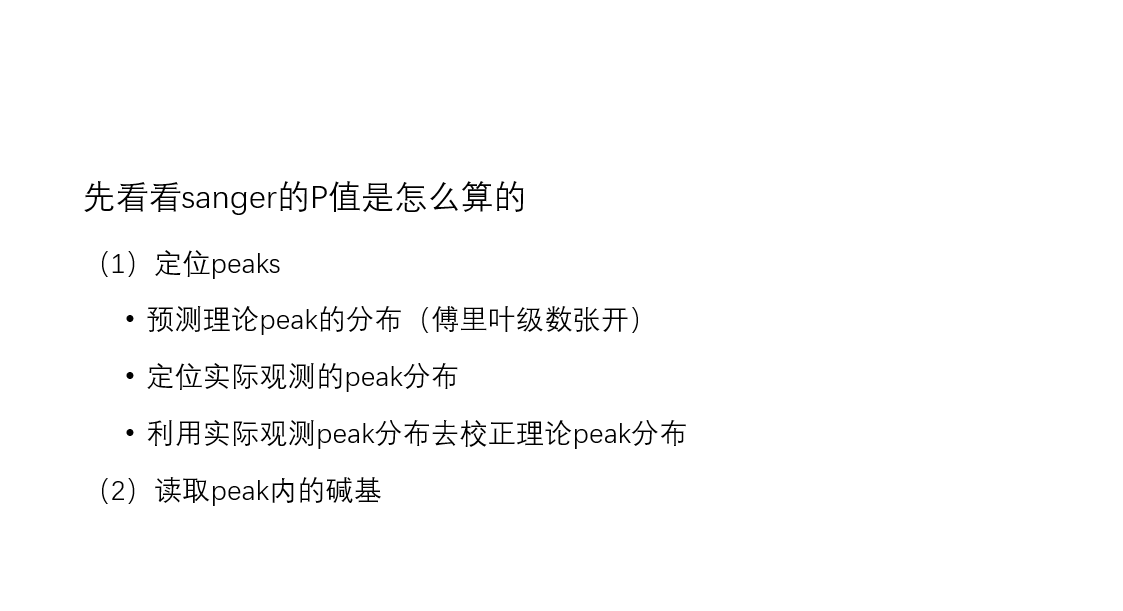 先看看sanger的P值是怎么算的
（1）定位peaks
• 预测理论peak的分布（傅里叶级数张开）
• 定位实际观测的peak分布
• 利用实际观测peak分布去校正理论peak分布
（2）读取peak内的碱基